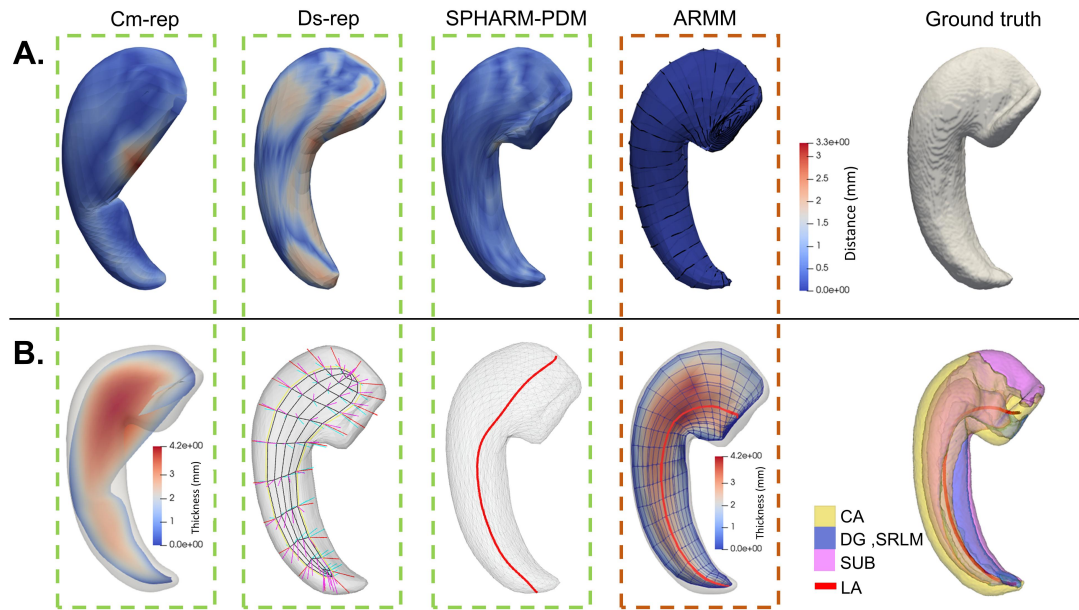 Cm-rep Ds-rep SPHARM-PDM ARMM Ground truth
A.
3.3e+00
3
2.5
2
1.5
1
0.5
0.0e+00
Distance (mm)
B.
4.2e+00
3
2
1
0.0e+00
Thickness (mm)
4.2e+00
3
2
1
0.0e+00
Thickness (mm)
CA
DG ,SRLM
SUB
LA